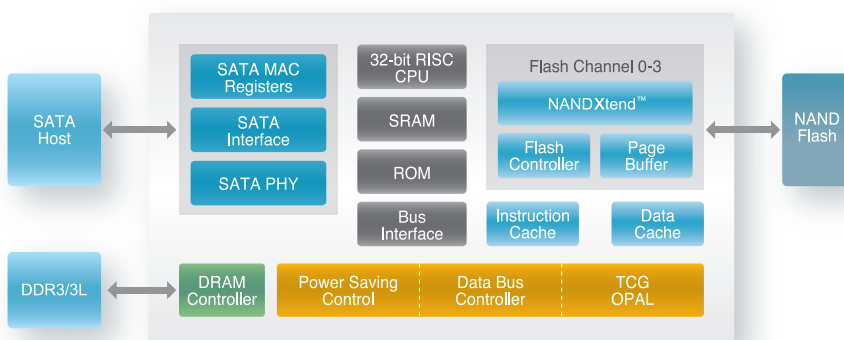 SATA
Host
SATA MAC
Registers
SATA
Interface
SATA PHY
32-bit RISC
CPU
SRAM
ROM
Bus
Interface
Flash Channel 0-3
NANDXtend™
Flash
Controller
Page
Buffer
Instruction
Cache
Data
Cache
NAND
Flash
DDR3/3L
DRAM
Controller
Power Saving
Control
Data Bus
Controller
TCG
OPAL